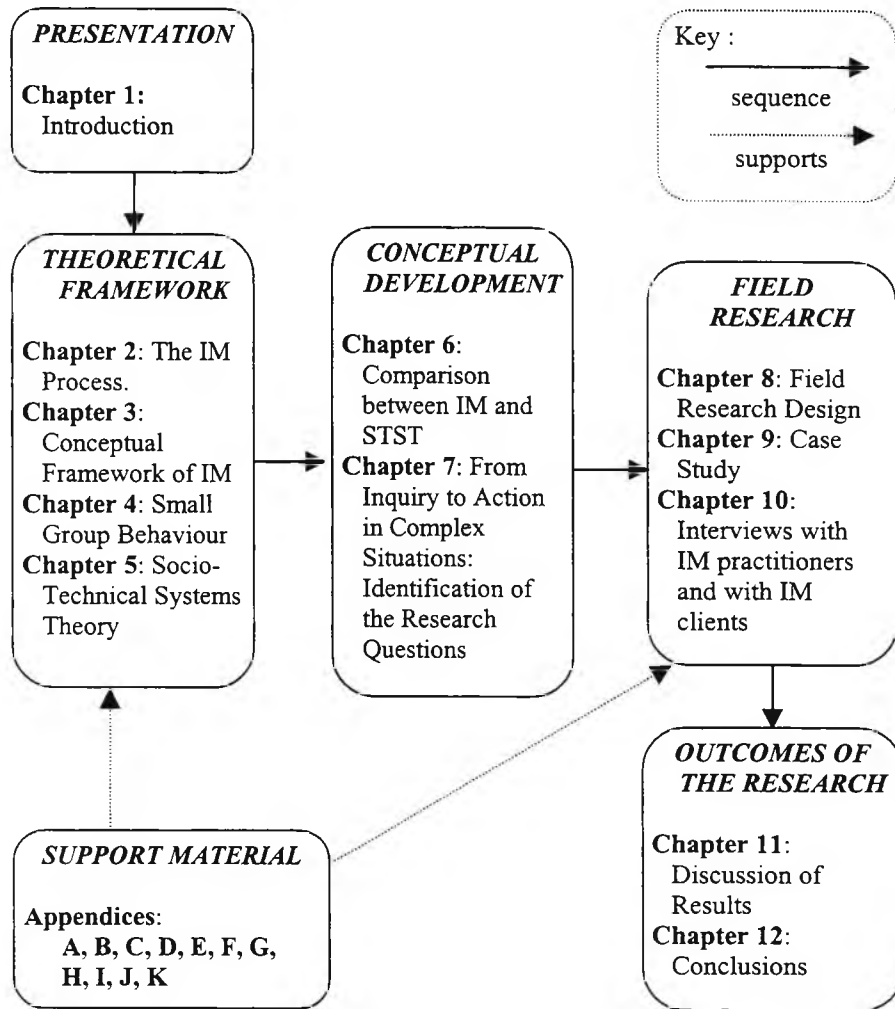 PRESENTATION
Chapter 1:
Introduction
Key :
sequence
supports
THEORETICAL
FRAMEWORK
Chapter 2: The IM
Process.
Chapter 3:
Conceptual
Framework of IM
Chapter 4: Small
Group Behaviour
Chapter 5: Socio-
Technical Systems
Theory
CONCEPTUAL
DEVELOPMENT
Chapter 6:
Comparison
between IM and
STST
Chapter 7: From
Inquiry to Action
in Complex
Situations:
Identification of
the Research
Questions
FIELD
RESEARCH
Chapter 8: Field
Research Design
Chapter 9: Case
Study
Chapter 10:
Interviews with
IM practitioners
and with IM
clients
SUPPORT MATERIAL
Appendices:
A, B, C, D, E, F, G,
H, I, J, K
OUTCOMES OF
THE RESEARCH
Chapter 11:
Discussion of
Results
Chapter 12:
Conclusions